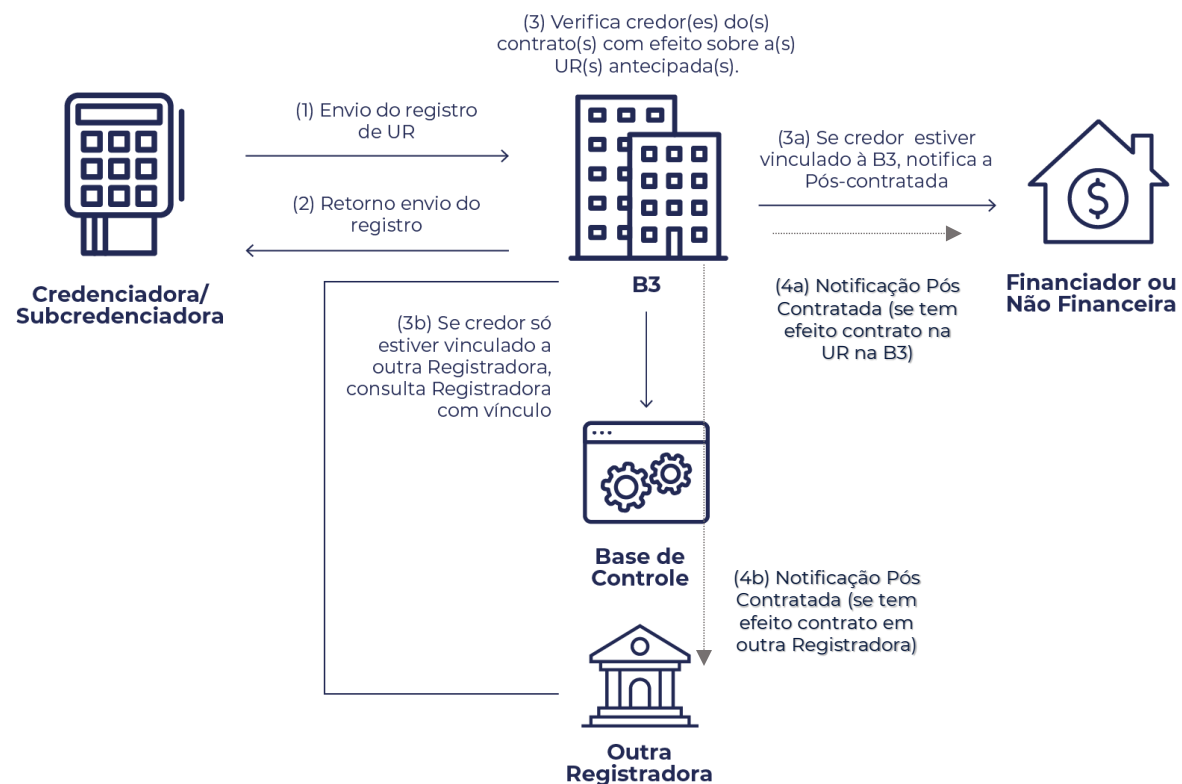 (3) Verifica credor(es) do(s)
contrato(s) com efeito sobre a(s)
UR(s) antecipada(s).
(1) Envio do registro
de UR
(2) Retorno envio do
registro
Credenciadora/
Subcredenciadora
B3
(3a) Se credor estiver
vinculado à B3, notifica a
Pós-contratada
Financiador ou
Não Financeira
(4a) Notificação Pós
Contratada (se tem
efeito contrato na
UR na B3)
(3b) Se credor só
estiver vinculado a
outra Registradora,
consulta Registradora
com vínculo
Base de
Controle
(4b) Notificação Pós
Contratada (se tem
efeito contrato em
outra Registradora)
Outra
Registradora